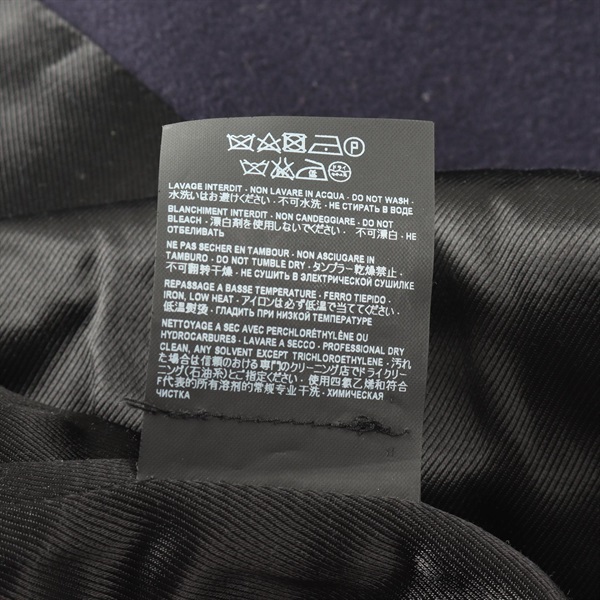 P
低 ドライ
LAVAGE INTERDIT - NON LAVARE IN ACQUA - DO NOT WASH -
水洗いはお避けください - 不可水洗 - НЕ СТИРАТЬ В ВОДЕ
BLANCHIMENT INTERDIT - NON CANDEGGIARE - DO NOT
BLEACH - 漂白剤を使用しないでください - 不可漂白 - НЕ
ОТБЕЛИВАТЬ
NE PAS SECHER EN TAMBOUR - NON ASCIUGARE IN
TAMBURO - DO NOT TUMBLE DRY - タンブラー乾燥禁止 -
不可翻转干燥 - НЕ СУШИТЬ В ЭЛЕКТРИЧЕСКОЙ СУШИЛКЕ
REPASSAGE A BASSE TEMPERATURE - FERRO TIEPIDO -
IRON, LOW HEAT - アイロンは必ず低温で当ててください -
低温熨烫 - ГЛАДИТЬ ПРИ НИЗКОЙ ТЕМПЕРАТУРЕ
NETTOYAGE A SEC AVEC PERCHLORÉTHYLÈNE OU
HYDROCARBURES - LAVARE A SECCO - PROFESSIONAL DRY
CLEAN, ANY SOLVENT EXCEPT TRICHLOROETHYLENE - 汚れ
た場合は信頼のおける専門のクリーニング店でドライクリー
ニング(石油系)とご指定ください - 使用四氯乙烯和符合
F代表的所有溶剂的常规专业干洗 - ХИМИЧЕСКАЯ
ЧИСТКА